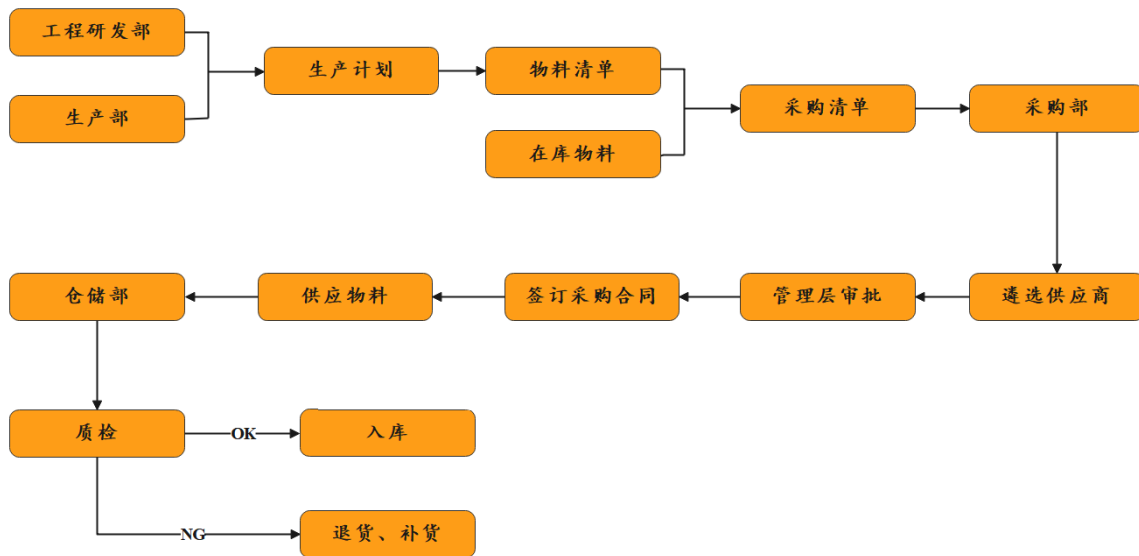 工程研发部
生产部
生产计划
物料清单
在库物料
采购清单
采购部
遴选供应商
管理层审批
签订采购合同
供应物料
仓储部
质检
OK
入库
NG
退货、补货